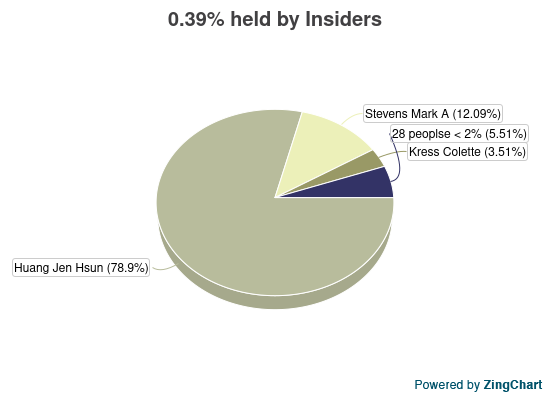 0.39% held by Insiders
Stevens Mark A (12.09%)
28 peoplse < 2% (5.51%)
Kress Colette (3.51%)
Huang Jen Hsun (78.9%)
Powered by ZingChart